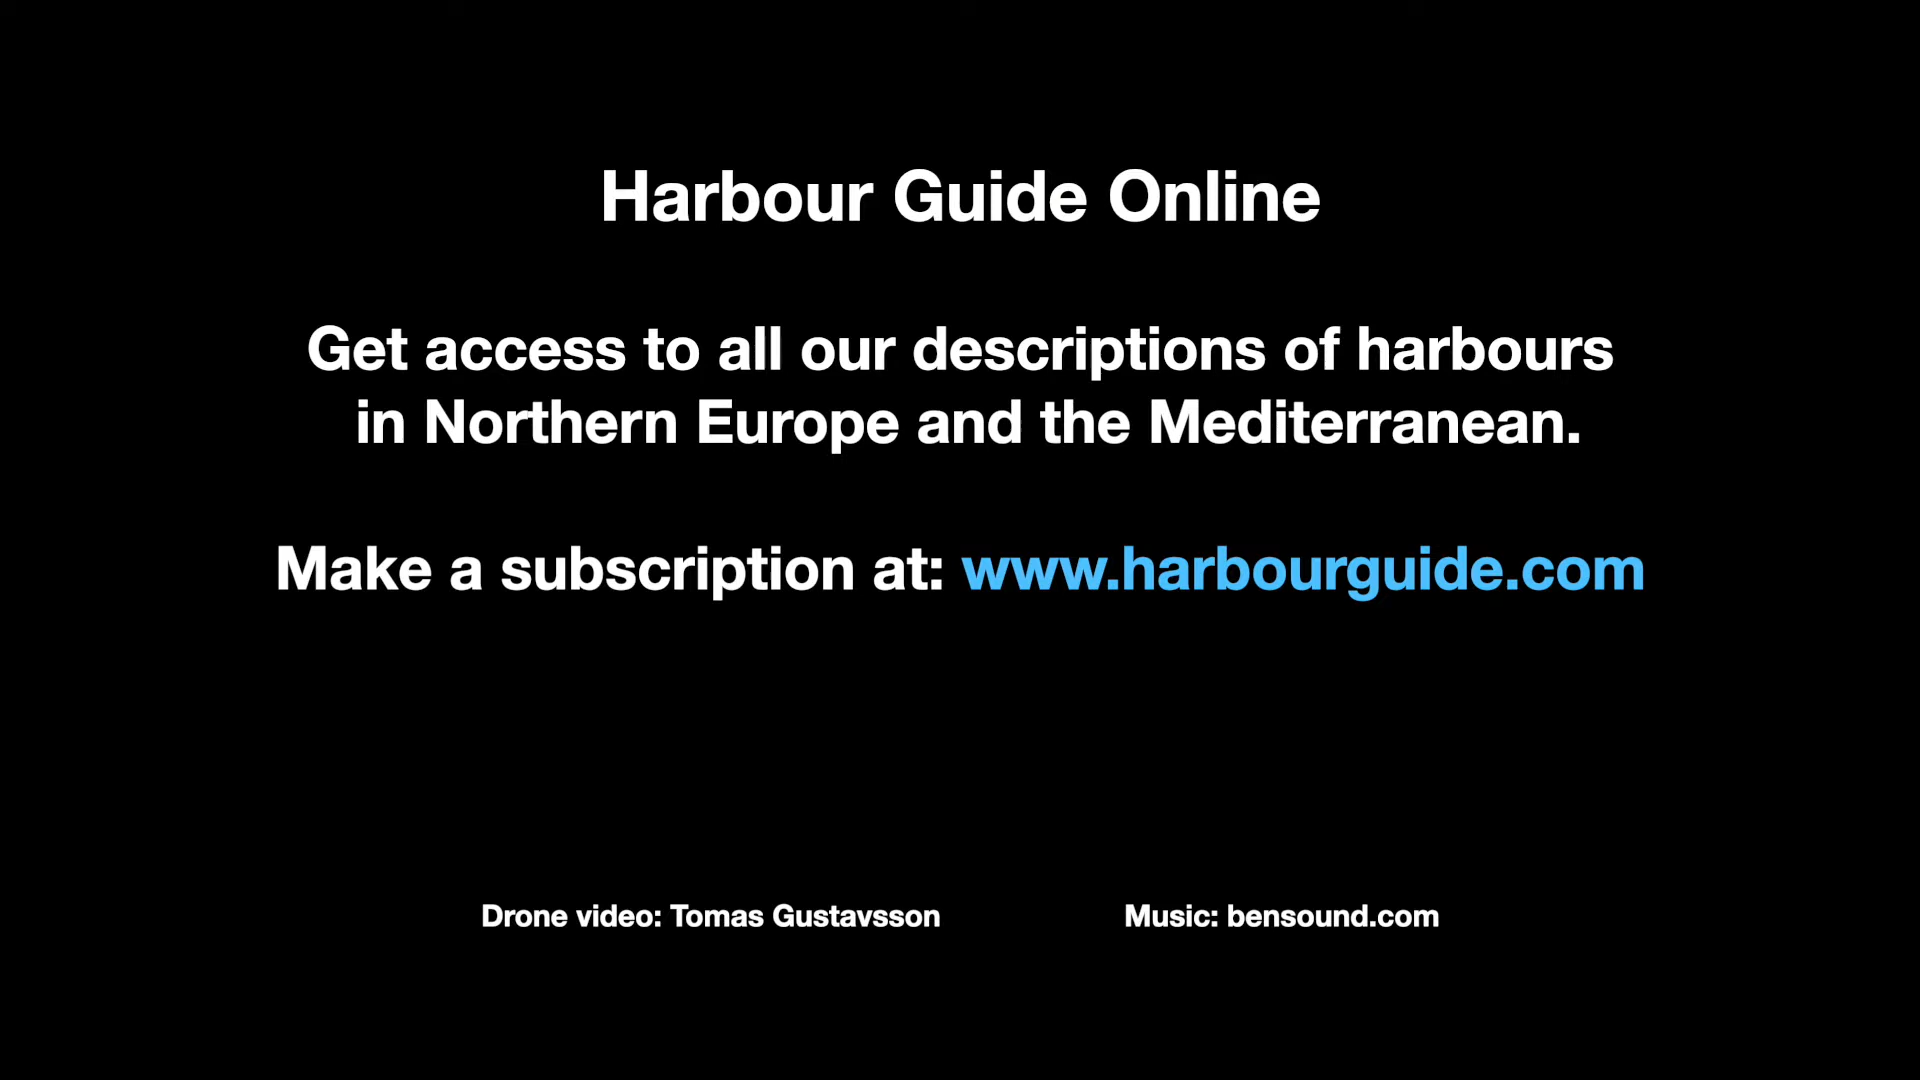 Harbour Guide Online
Get access to all our descriptions of harbours
in Northern Europe and the Mediterranean.
Make a subscription at: www.harbourguide.com
Drone video: Tomas Gustavsson
Music: bensound.com